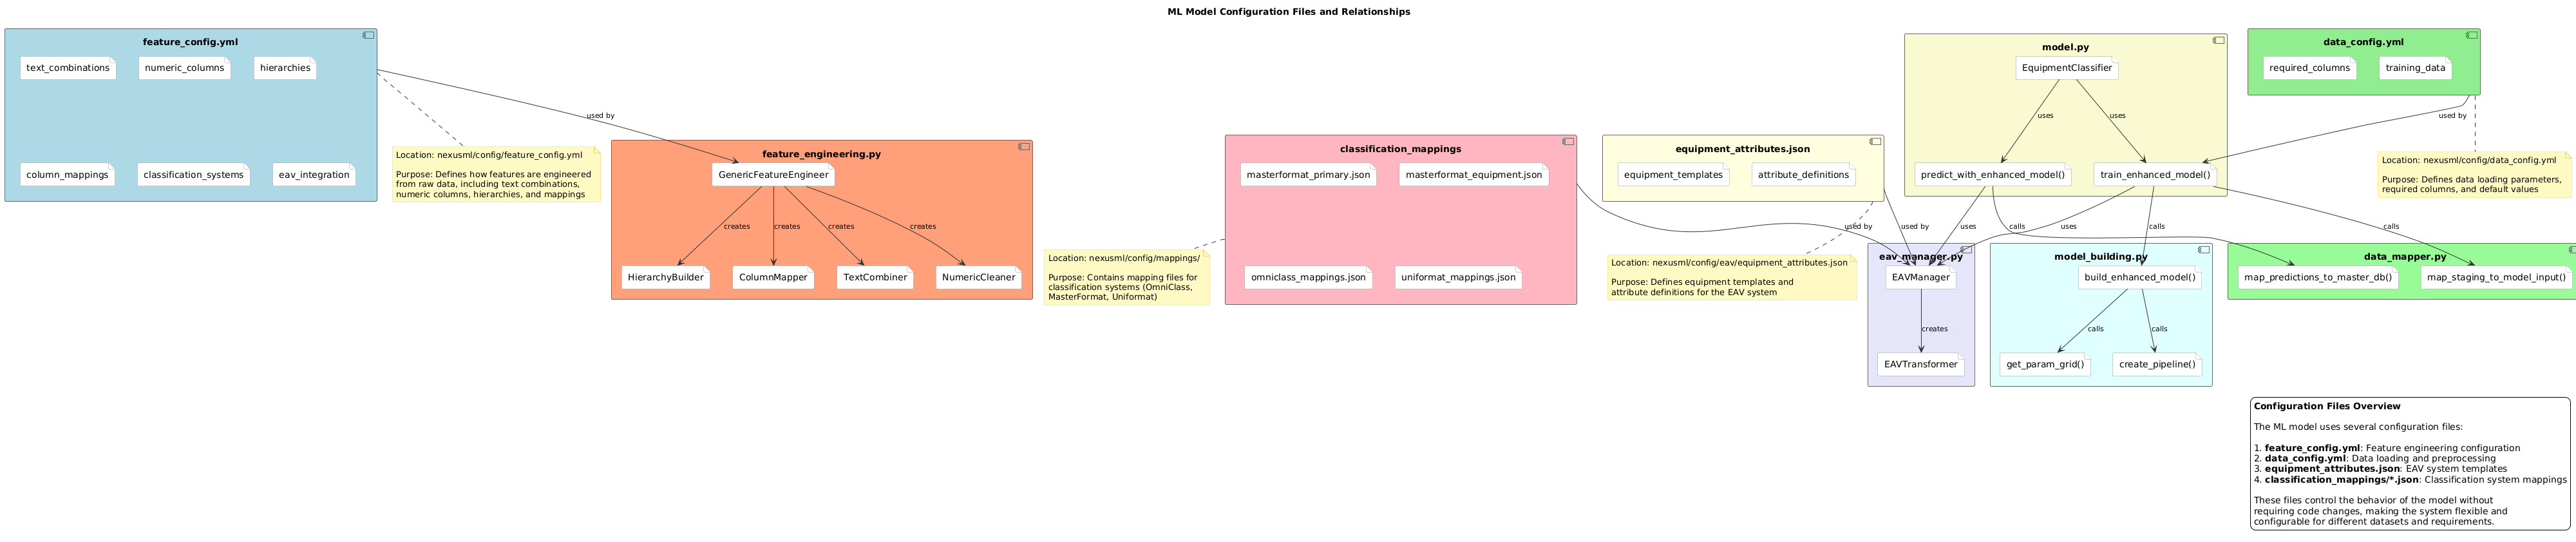 ML Model Configuration Files and Relationships
feature_config.yml
text_combinations
numeric_columns
hierarchies
column_mappings
classification_systems
eav_integration
used by
Location: nexusml/config/feature_config.yml
Purpose: Defines how features are engineered
from raw data, including text combinations,
numeric columns, hierarchies, and mappings
feature_engineering.py
GenericFeatureEngineer
creates
creates
creates
creates
HierarchyBuilder
ColumnMapper
TextCombiner
NumericCleaner
Location: nexusml/config/mappings/
Purpose: Contains mapping files for
classification systems (OmniClass,
MasterFormat, Uniformat)
classification_mappings
masterformat_primary.json
masterformat_equipment.json
omniclass_mappings.json
uniformat_mappings.json
used by
equipment_attributes.json
equipment_templates
attribute_definitions
used by
Location: nexusml/config/eav/equipment_attributes.json
Purpose: Defines equipment templates and
attribute definitions for the EAV system
model.py
EquipmentClassifier
uses
uses
predict_with_enhanced_model()
train_enhanced_model()
uses
calls
uses
calls
calls
data_config.yml
required_columns
training_data
used by
Location: nexusml/config/data_config.yml
Purpose: Defines data loading parameters,
required columns, and default values
eav_manager.py
EAVManager
creates
EAVTransformer
model_building.py
build_enhanced_model()
calls
calls
get_param_grid()
create_pipeline()
data_mapper.py
map_predictions_to_master_db()
map_staging_to_model_input()
Configuration Files Overview
The ML model uses several configuration files:
1. feature_config.yml: Feature engineering configuration
2. data_config.yml: Data loading and preprocessing
3. equipment_attributes.json: EAV system templates
4. classification_mappings/*.json: Classification system mappings
These files control the behavior of the model without
requiring code changes, making the system flexible and
configurable for different datasets and requirements.